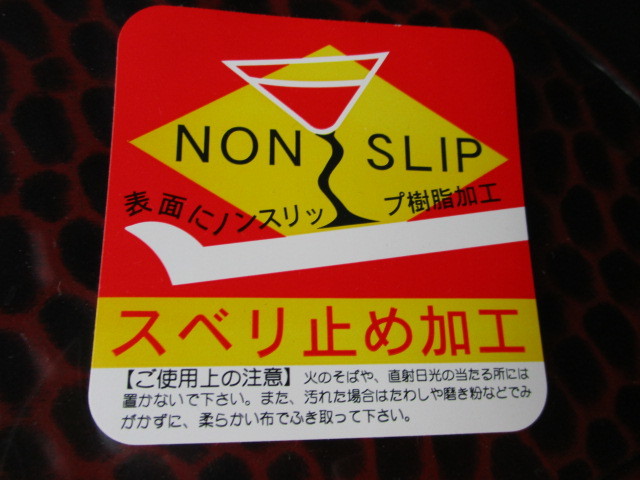 NON SLIP
表面にノンスリップ樹脂加工
スベリ止め加工
【ご使用上の注意】火のそばや、直射日光の当たる所には
置かないで下さい。また、汚れた場合はたわしや磨き粉などでみ
がかずに、柔らかい布でふき取って下さい。